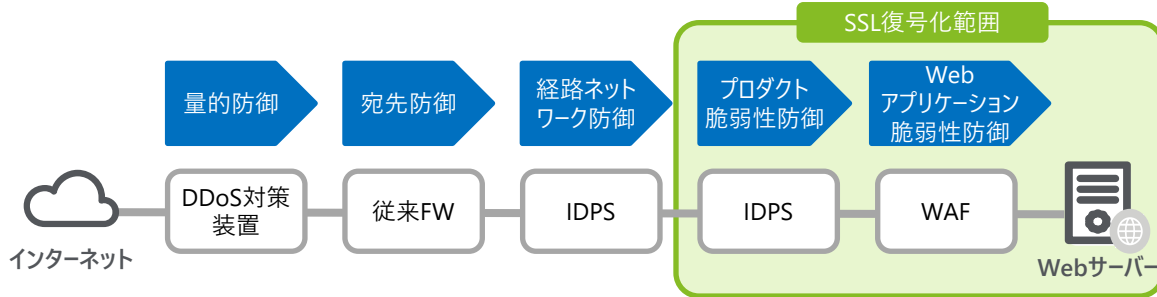 SSL復号化範囲
量的防御
宛先防御
経路ネット
ワーク防御
プロダクト
脆弱性防御
Web
アプリケーション
脆弱性防御
DDoS対策
装置
従来FW
IDPS
IDPS
WAF
インターネット
Webサーバー